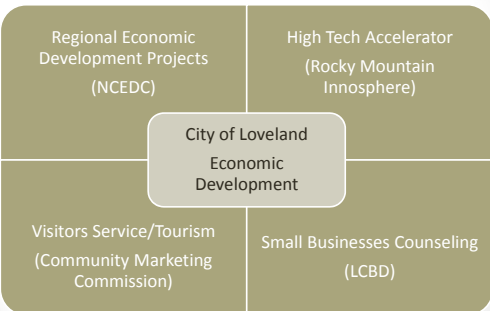 Regional Economic
Development Projects
(NCEDC)
High Tech Accelerator
(Rocky Mountain
Innosphere)
City of Loveland
Economic
Development
Visitors Service/Tourism
(Community Marketing
Commission)
Small Businesses Counseling
(LCBD)